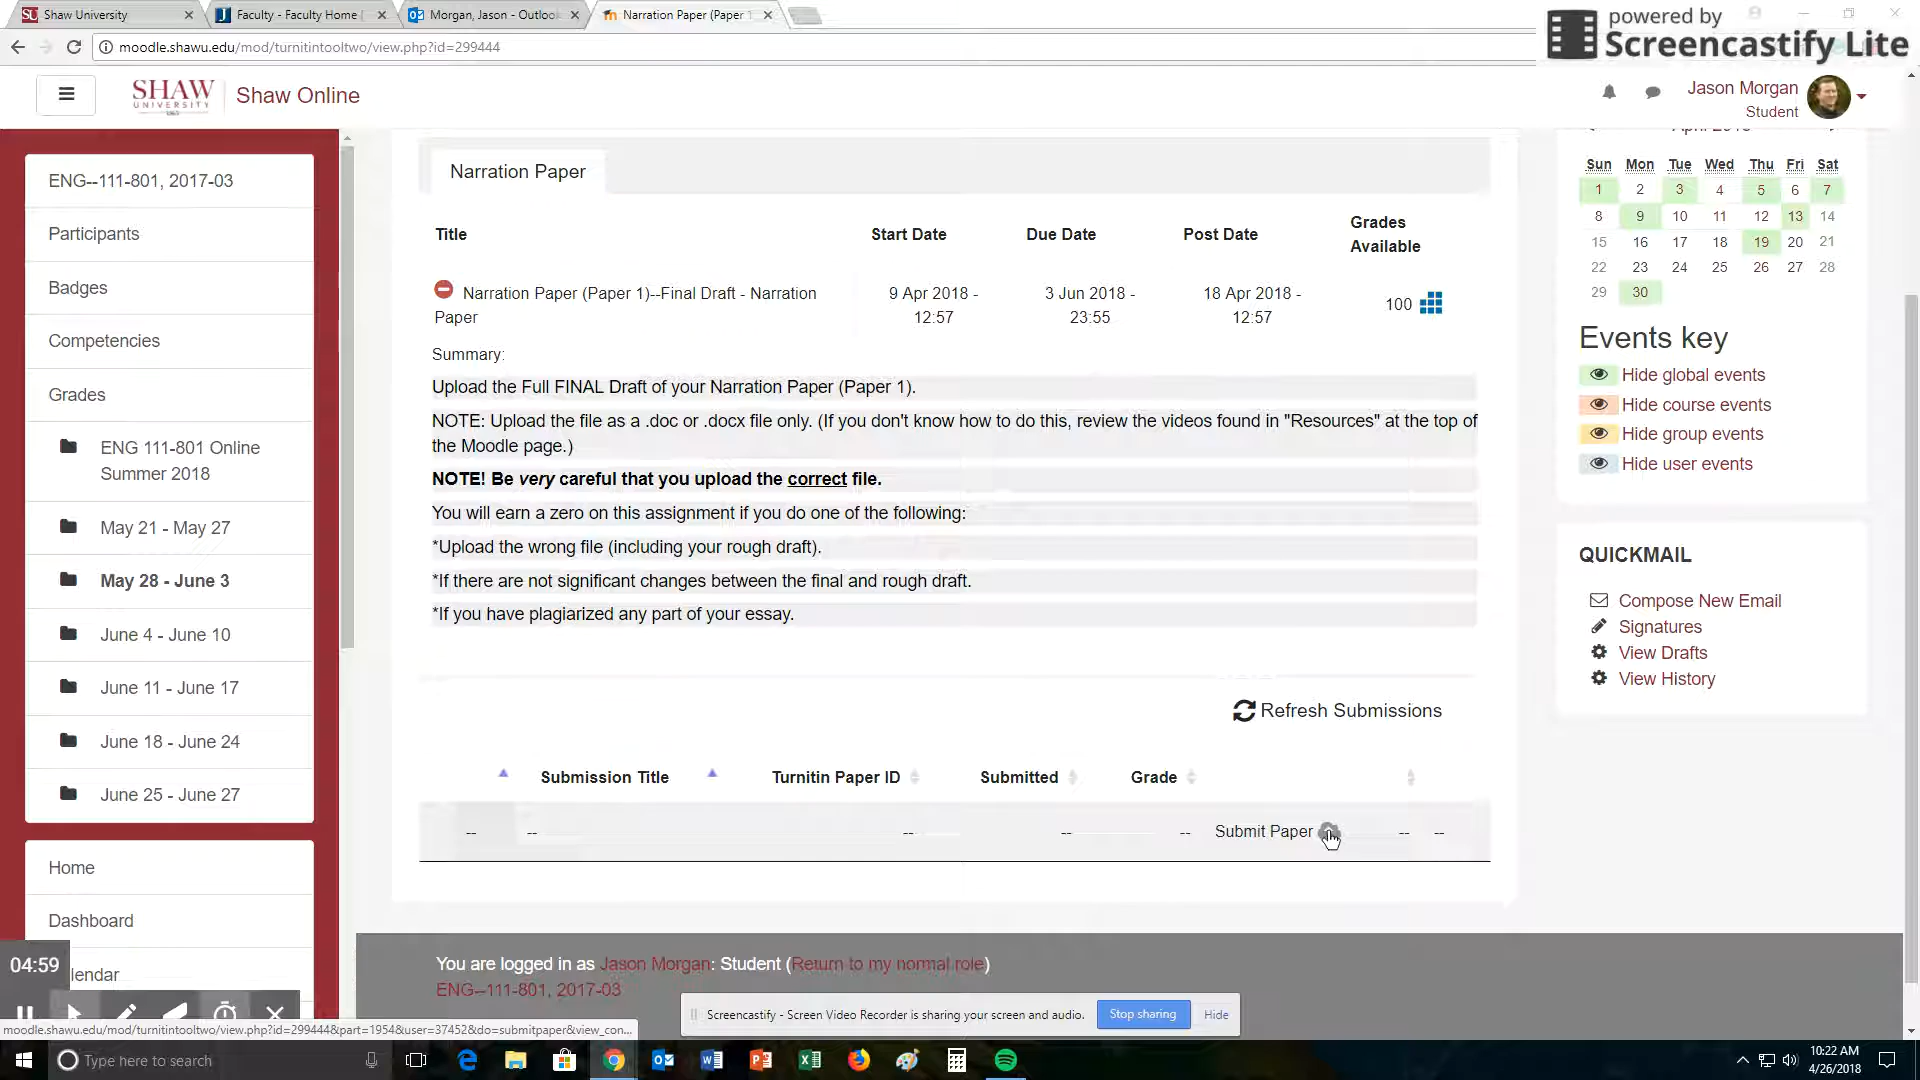 Shaw University
Faculty - Faculty Home
Morgan, Jason - Outlook
Narration Paper (Paper 1
powered by
Screencastify Lite
moodle.shawu.edu/mod/turnitintooltwo/view.php?id=299444
SHAW
UNIVERSITY
Shaw Online
Jason Morgan
Student
ENG--111-801, 2017-03
Participants
Badges
Competencies
Grades
ENG 111-801 Online
Summer 2018
May 21 - May 27
May 28 - June 3
June 4 - June 10
June 11 - June 17
June 18 - June 24
June 25 - June 27
Home
Dashboard
lendar
04:59
Narration Paper
Title Start Date Due Date Post Date Grades Available
Narration Paper (Paper 1)--Final Draft - Narration Paper
9 Apr 2018 - 12:57
3 Jun 2018 - 23:55
18 Apr 2018 - 12:57
100
Summary:
Upload the Full FINAL Draft of your Narration Paper (Paper 1).
NOTE: Upload the file as a .doc or .docx file only. (If you don't know how to do this, review the videos found in "Resources" at the top of
the Moodle page.)
NOTE! Be very careful that you upload the correct file.
You will earn a zero on this assignment if you do one of the following:
*Upload the wrong file (including your rough draft).
*If there are not significant changes between the final and rough draft.
*If you have plagiarized any part of your essay.
Refresh Submissions
Submission Title Turnitin Paper ID Submitted Grade
-- -- -- -- -- Submit Paper -- --
You are logged in as Jason Morgan: Student (Return to my normal role)
ENG--111-801, 2017-03
Sun Mon Tue Wed Thu Fri Sat
1 2 3 4 5 6 7
8 9 10 11 12 13 14
15 16 17 18 19 20 21
22 23 24 25 26 27 28
29 30
Events key
Hide global events
Hide course events
Hide group events
Hide user events
QUICKMAIL
Compose New Email
Signatures
View Drafts
View History
Screencastify - Screen Video Recorder is sharing your screen and audio.
Stop sharing
Hide
moodle.shawu.edu/mod/turnitintooltwo/view.php?id=299444&part=1954&user=37452&do=submitpaper&view_con...
Type here to search
10:22 AM
4/26/2018